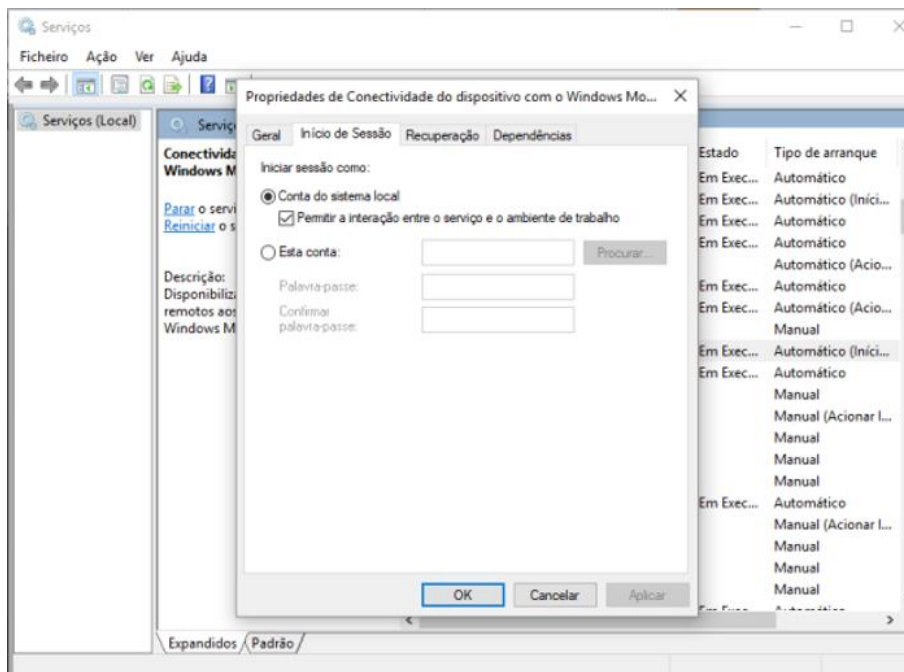 Serviços
Ficheiro Ação Ver Ajuda
Serviços (Local)
Propriedades de Conectividade do dispositivo com o Windows Mo...
Geral Início de Sessão Recuperação Dependências
Iniciar sessão como:
Conta do sistema local
Permitir a interação entre o serviço e o ambiente de trabalho
Esta conta:
Procurar...
Palavra-passe:
Confirmar
palavra-passe:
OK Cancelar Aplicar
Serviç
Conectivida
Windows M
Parar o servi
Reiniciar o s
Descrição:
Disponibiliz
remotos aos
Windows M
Estado Tipo de arranque
Em Exec... Automático
Em Exec... Automático (Iníci...
Em Exec... Automático
Em Exec... Automático
Automático (Acio...
Em Exec... Automático
Em Exec... Automático (Acio...
Manual
Em Exec... Automático (Iníci...
Em Exec... Automático
Manual
Manual (Acionar I...
Manual
Manual
Manual
Em Exec... Automático
Manual (Acionar I...
Manual
Manual
Manual
Expandidos Padrão